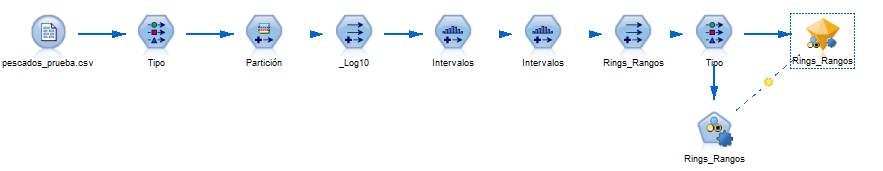 pescados_prueba.csv
Tipo
Partición
_Log10
Intervalos
Intervalos
Rings_Rangos
Tipo
Rings_Rangos
Rings_Rangos